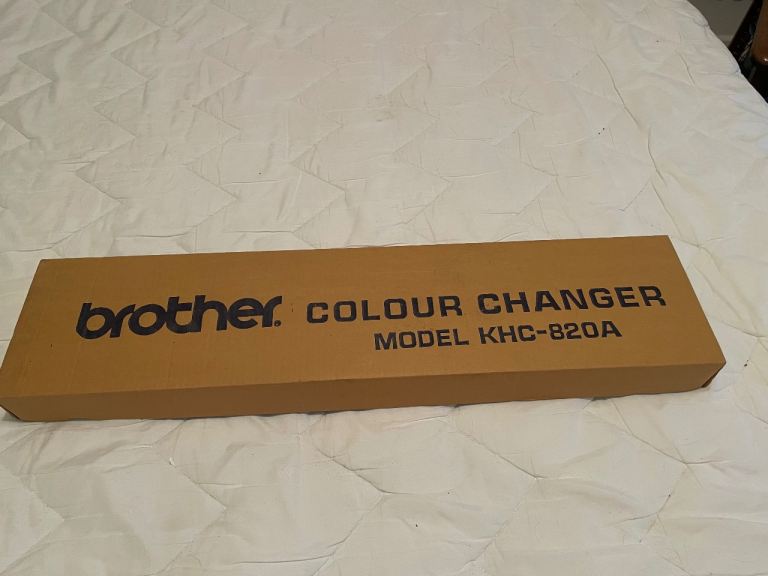 brother. COLOUR CHANGER
MODEL KHC-820A